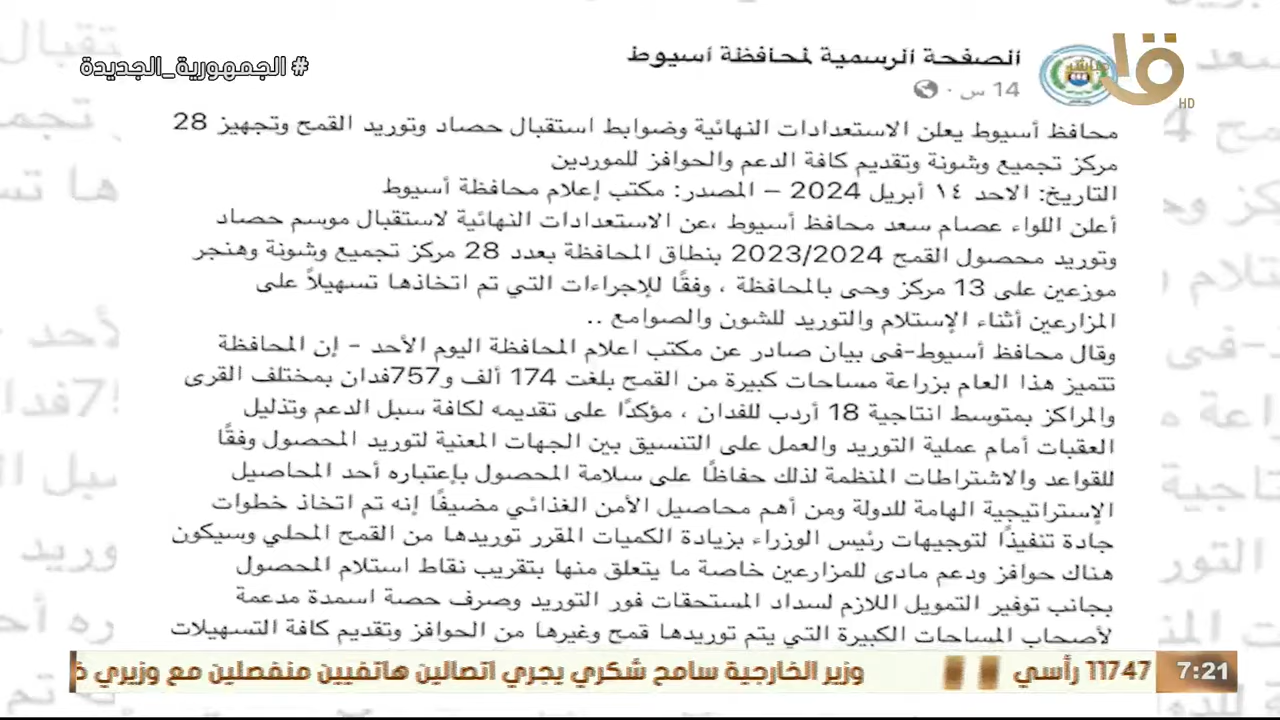 #الجمهورية_الجديدة
الصفحة الرسمية لمحافظة أسيوط
14 س ·
HD
محافظ أسيوط يعلن الاستعدادات النهائية وضوابط استقبال حصاد وتوريد القمح وتجهيز 28
مركز تجميع وشونة وتقديم كافة الدعم والحوافز للموردين
التاريخ: الاحد ١٤ أبريل 2024 – المصدر: مكتب إعلام محافظة أسيوط
أعلن اللواء عصام سعد محافظ أسيوط ،عن الاستعدادات النهائية لاستقبال موسم حصاد
وتوريد محصول القمح 2023/2024 بنطاق المحافظة بعدد 28 مركز تجميع وشونة وهنجر
موزعين على 13 مركز وحى بالمحافظة ، وفقًا للإجراءات التي تم اتخاذها تسهيلاً على
المزارعين أثناء الإستلام والتوريد للشون والصوامع ..
وقال محافظ أسيوط-فى بيان صادر عن مكتب اعلام المحافظة اليوم الأحد - إن المحافظة
تتميز هذا العام بزراعة مساحات كبيرة من القمح بلغت 174 ألف و757فدان بمختلف القرى
والمراكز بمتوسط انتاجية 18 أردب للفدان ، مؤكدًا على تقديمه لكافة سبل الدعم وتذليل
العقبات أمام عملية التوريد والعمل على التنسيق بين الجهات المعنية لتوريد المحصول وفقًا
للقواعد والاشتراطات المنظمة لذلك حفاظًا على سلامة المحصول بإعتباره أحد المحاصيل
الإستراتيجية الهامة للدولة ومن أهم محاصيل الأمن الغذائي مضيفًا إنه تم اتخاذ خطوات
جادة تنفيذًا لتوجيهات رئيس الوزراء بزيادة الكميات المقرر توريدها من القمح المحلي وسيكون
هناك حوافز ودعم مادى للمزارعين خاصة ما يتعلق منها بتقريب نقاط استلام المحصول
بجانب توفير التمويل اللازم لسداد المستحقات فور التوريد وصرف حصة اسمدة مدعمة
لأصحاب المساحات الكبيرة التي يتم توريدها قمح وغيرها من الحوافز وتقديم كافة التسهيلات
7:21
11747 رأسي
وزير الخارجية سامح شكري يجري اتصالين هاتفيين منفصلين مع وزيري